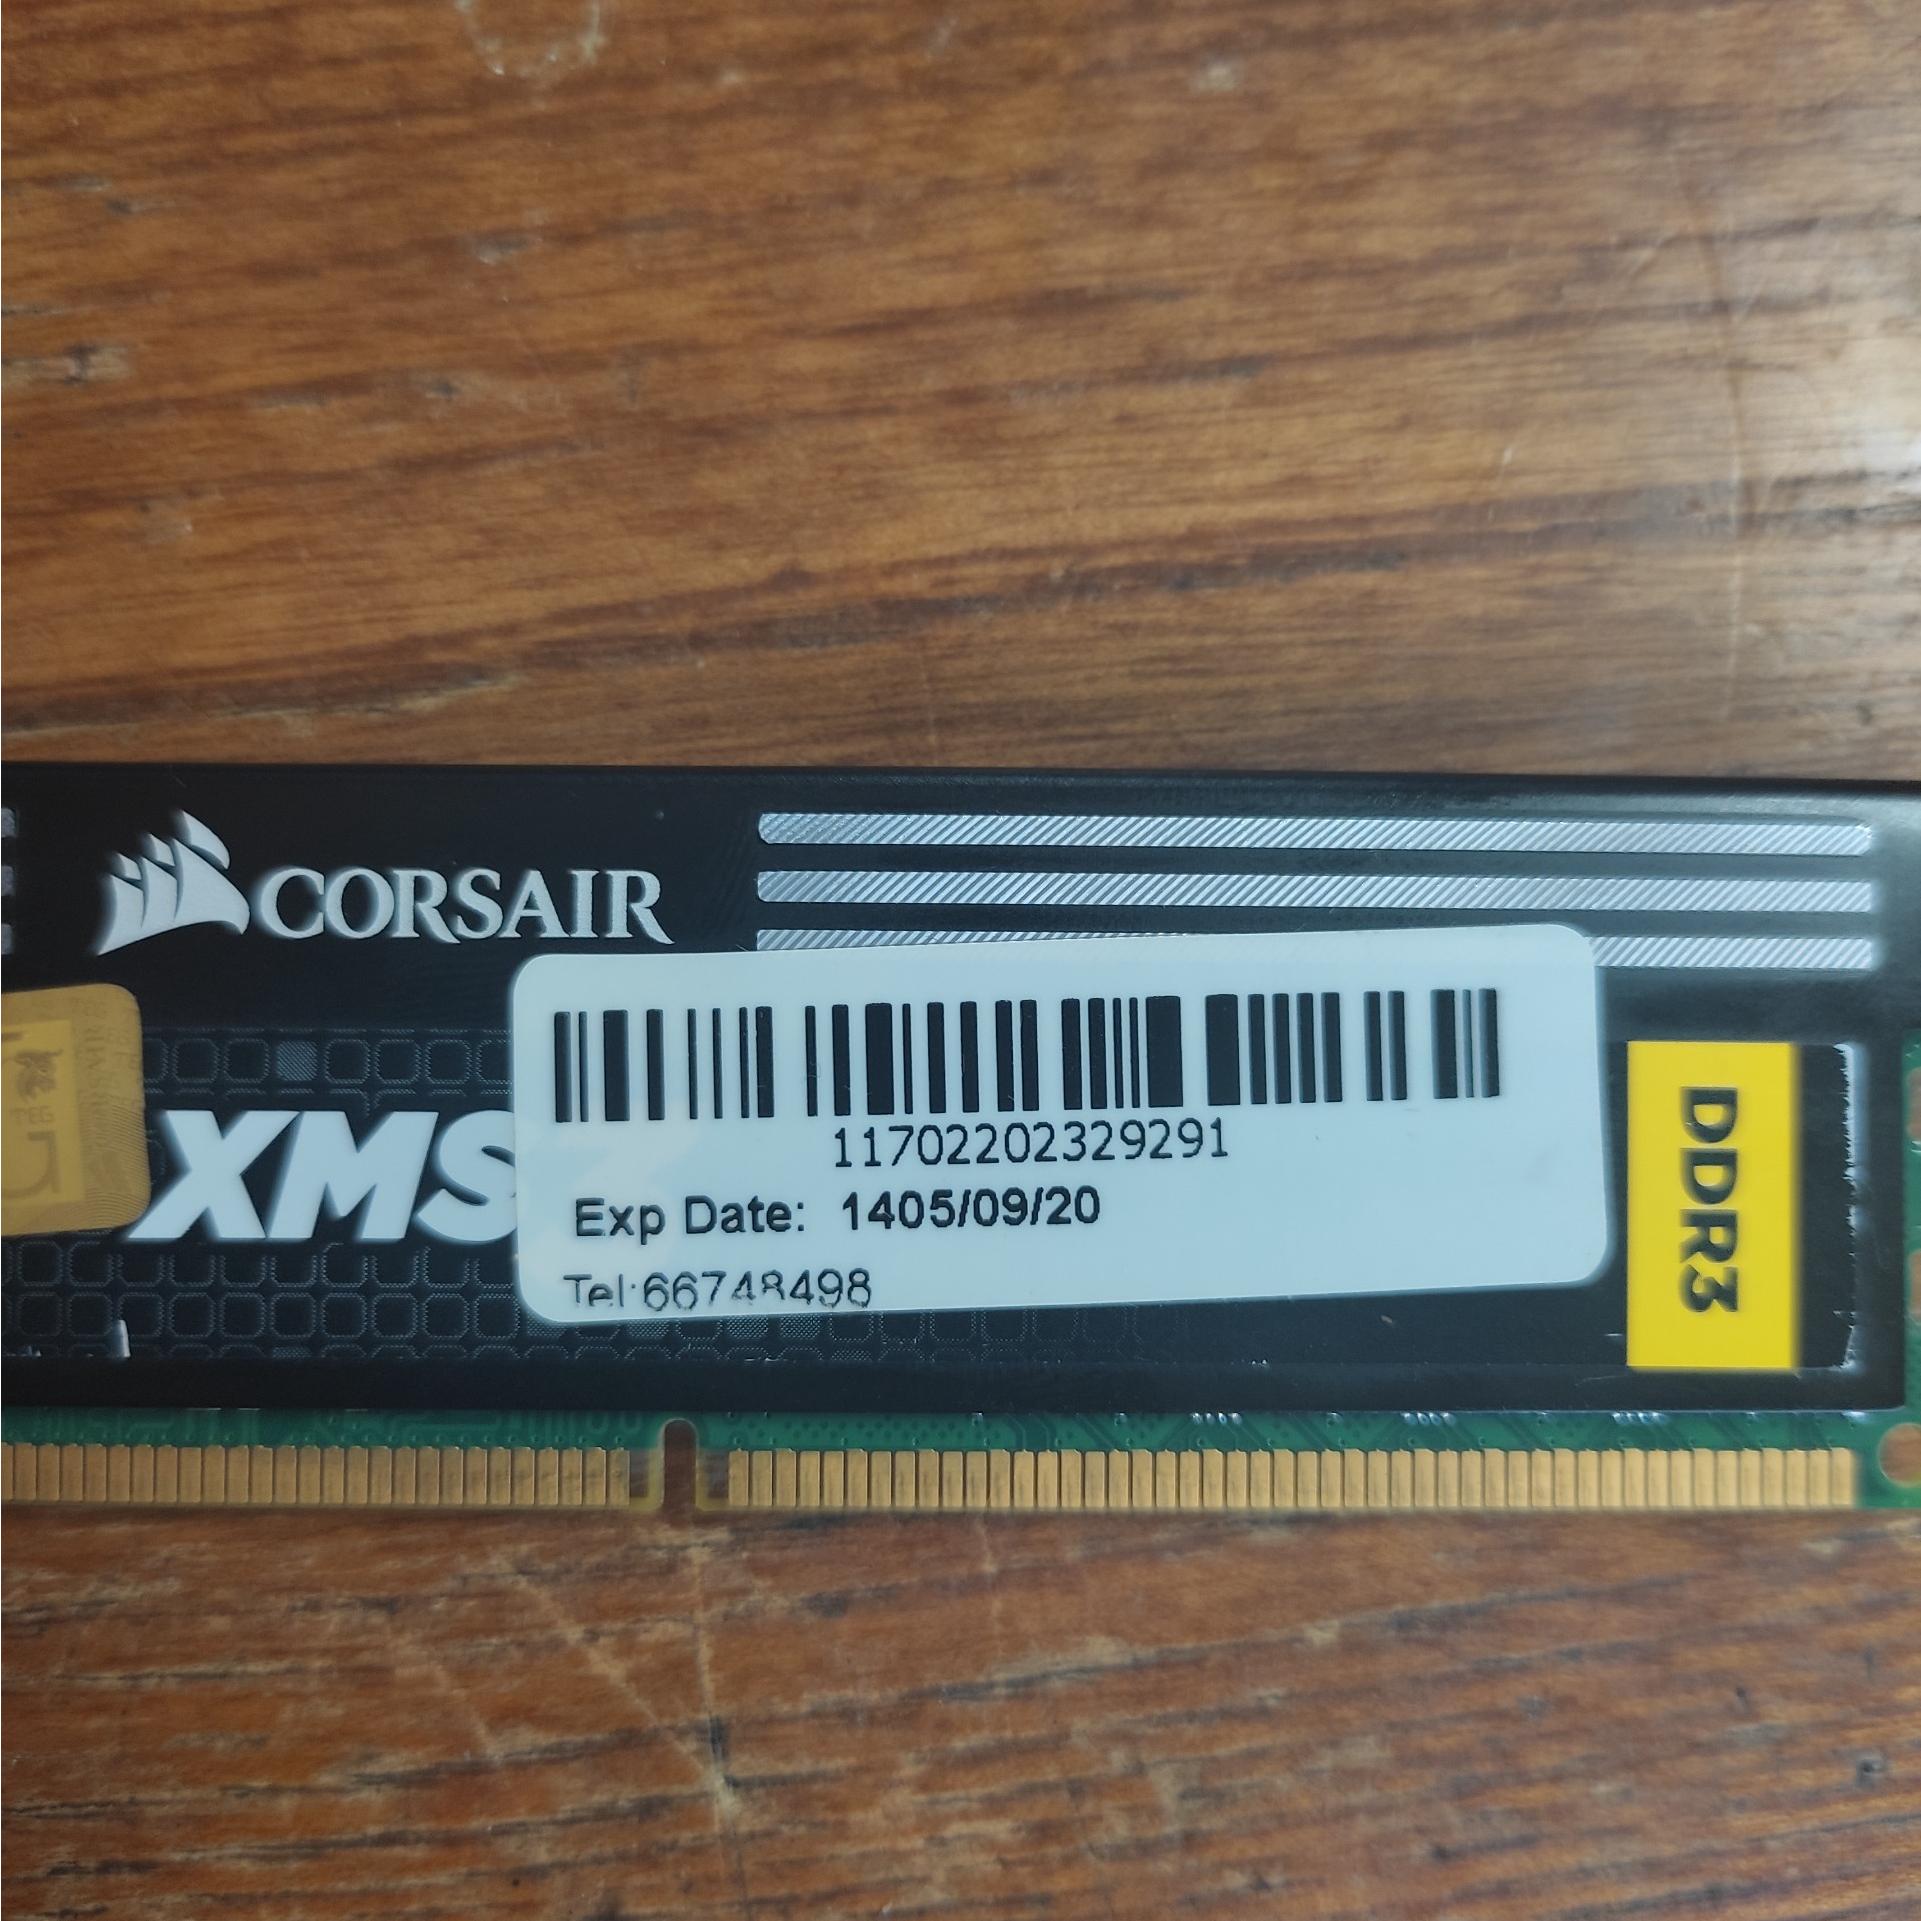 CORSAIR
XMS
11702202329291
Exp Date: 1405/09/20
Tel:66748498
DDR3